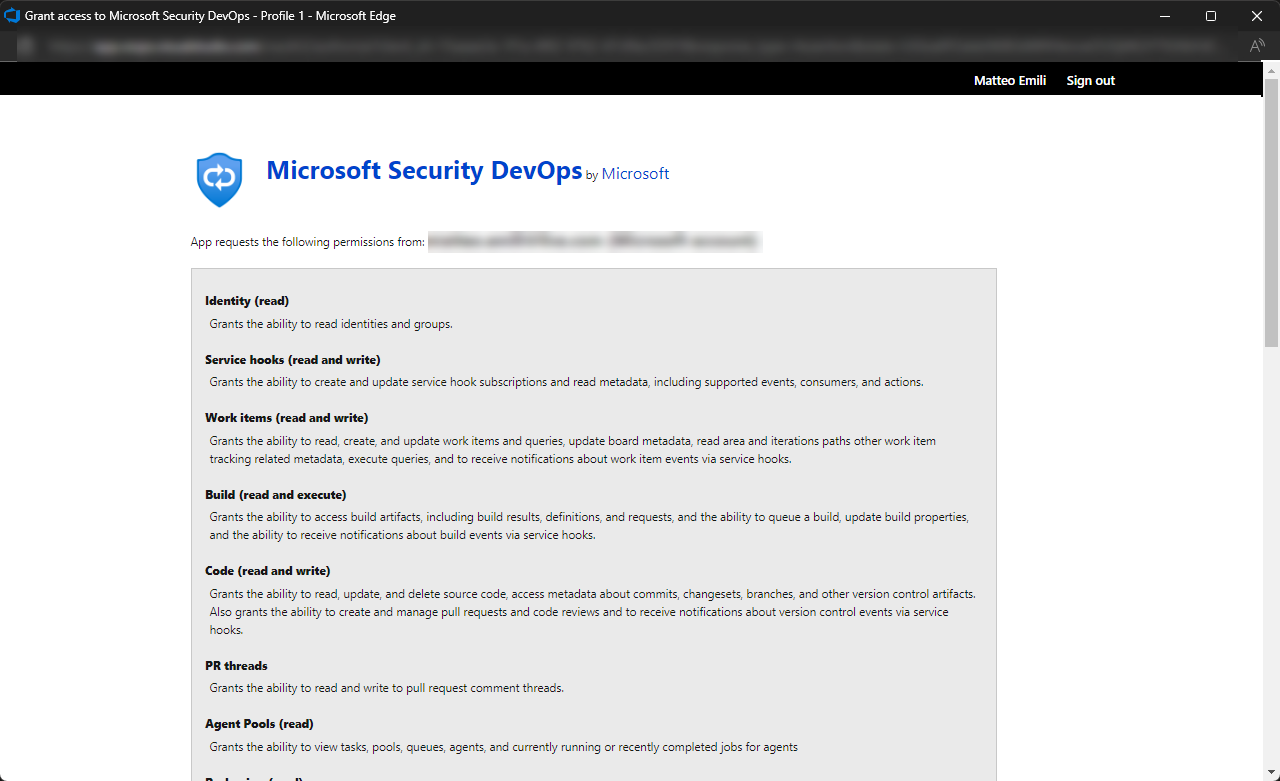 Grant access to Microsoft Security DevOps - Profile 1 - Microsoft Edge
Matteo Emili Sign out
Microsoft Security DevOps by Microsoft
App requests the following permissions from:
Identity (read)
Grants the ability to read identities and groups.
Service hooks (read and write)
Grants the ability to create and update service hook subscriptions and read metadata, including supported events, consumers, and actions.
Work items (read and write)
Grants the ability to read, create, and update work items and queries, update board metadata, read area and iterations paths other work item
tracking related metadata, execute queries, and to receive notifications about work item events via service hooks.
Build (read and execute)
Grants the ability to access build artifacts, including build results, definitions, and requests, and the ability to queue a build, update build properties,
and the ability to receive notifications about build events via service hooks.
Code (read and write)
Grants the ability to read, update, and delete source code, access metadata about commits, changesets, branches, and other version control artifacts.
Also grants the ability to create and manage pull requests and code reviews and to receive notifications about version control events via service
hooks.
PR threads
Grants the ability to read and write to pull request comment threads.
Agent Pools (read)
Grants the ability to view tasks, pools, queues, agents, and currently running or recently completed jobs for agents